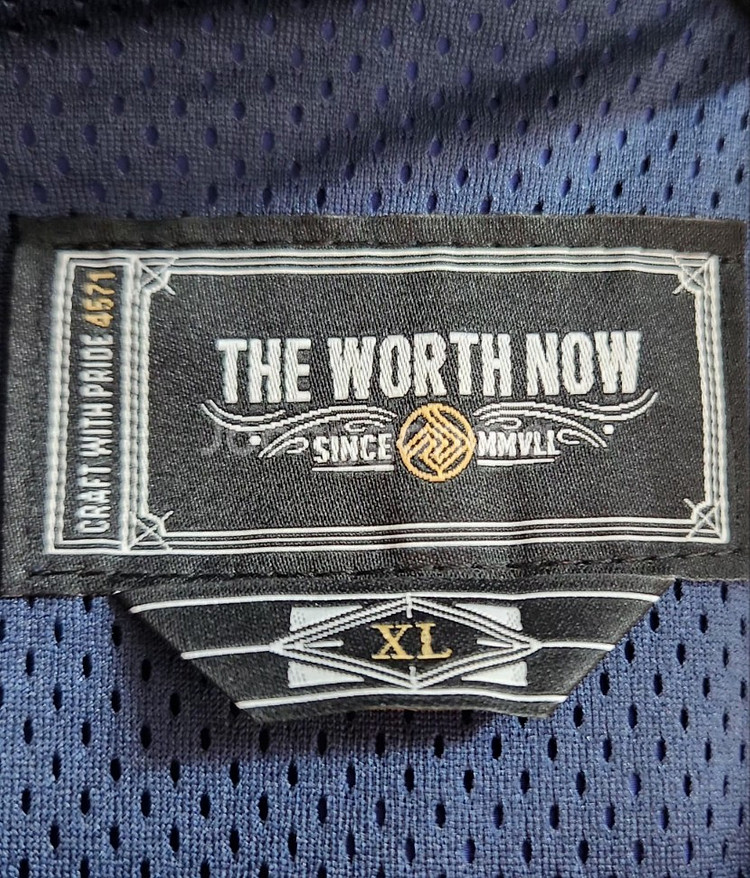 CRAFT WITH PRIDE 4571
THE WORTH NOW
SINCE MMVLL
XL